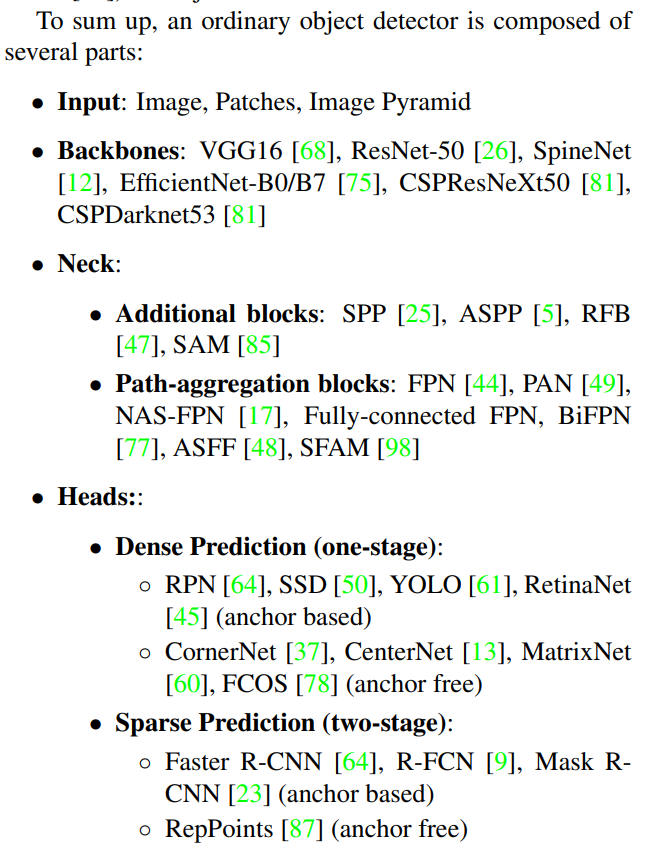 To sum up, an ordinary object detector is composed of
several parts:
• Input: Image, Patches, Image Pyramid
• Backbones: VGG16 [68], ResNet-50 [26], SpineNet
[12], EfficientNet-B0/B7 [75], CSPResNeXt50 [81],
CSPDarknet53 [81]
• Neck:
• Additional blocks: SPP [25], ASPP [5], RFB
[47], SAM [85]
• Path-aggregation blocks: FPN [44], PAN [49],
NAS-FPN [17], Fully-connected FPN, BiFPN
[77], ASFF [48], SFAM [98]
• Heads::
• Dense Prediction (one-stage):
◦ RPN [64], SSD [50], YOLO [61], RetinaNet
[45] (anchor based)
◦ CornerNet [37], CenterNet [13], MatrixNet
[60], FCOS [78] (anchor free)
• Sparse Prediction (two-stage):
◦ Faster R-CNN [64], R-FCN [9], Mask R-
CNN [23] (anchor based)
◦ RepPoints [87] (anchor free)